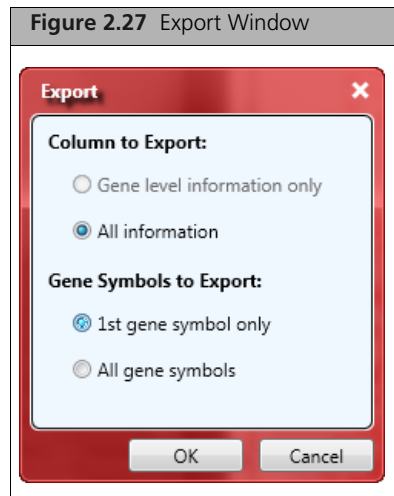 Figure 2.27 Export Window
Export
Column to Export:
Gene level information only
All information
Gene Symbols to Export:
1st gene symbol only
All gene symbols
OK Cancel